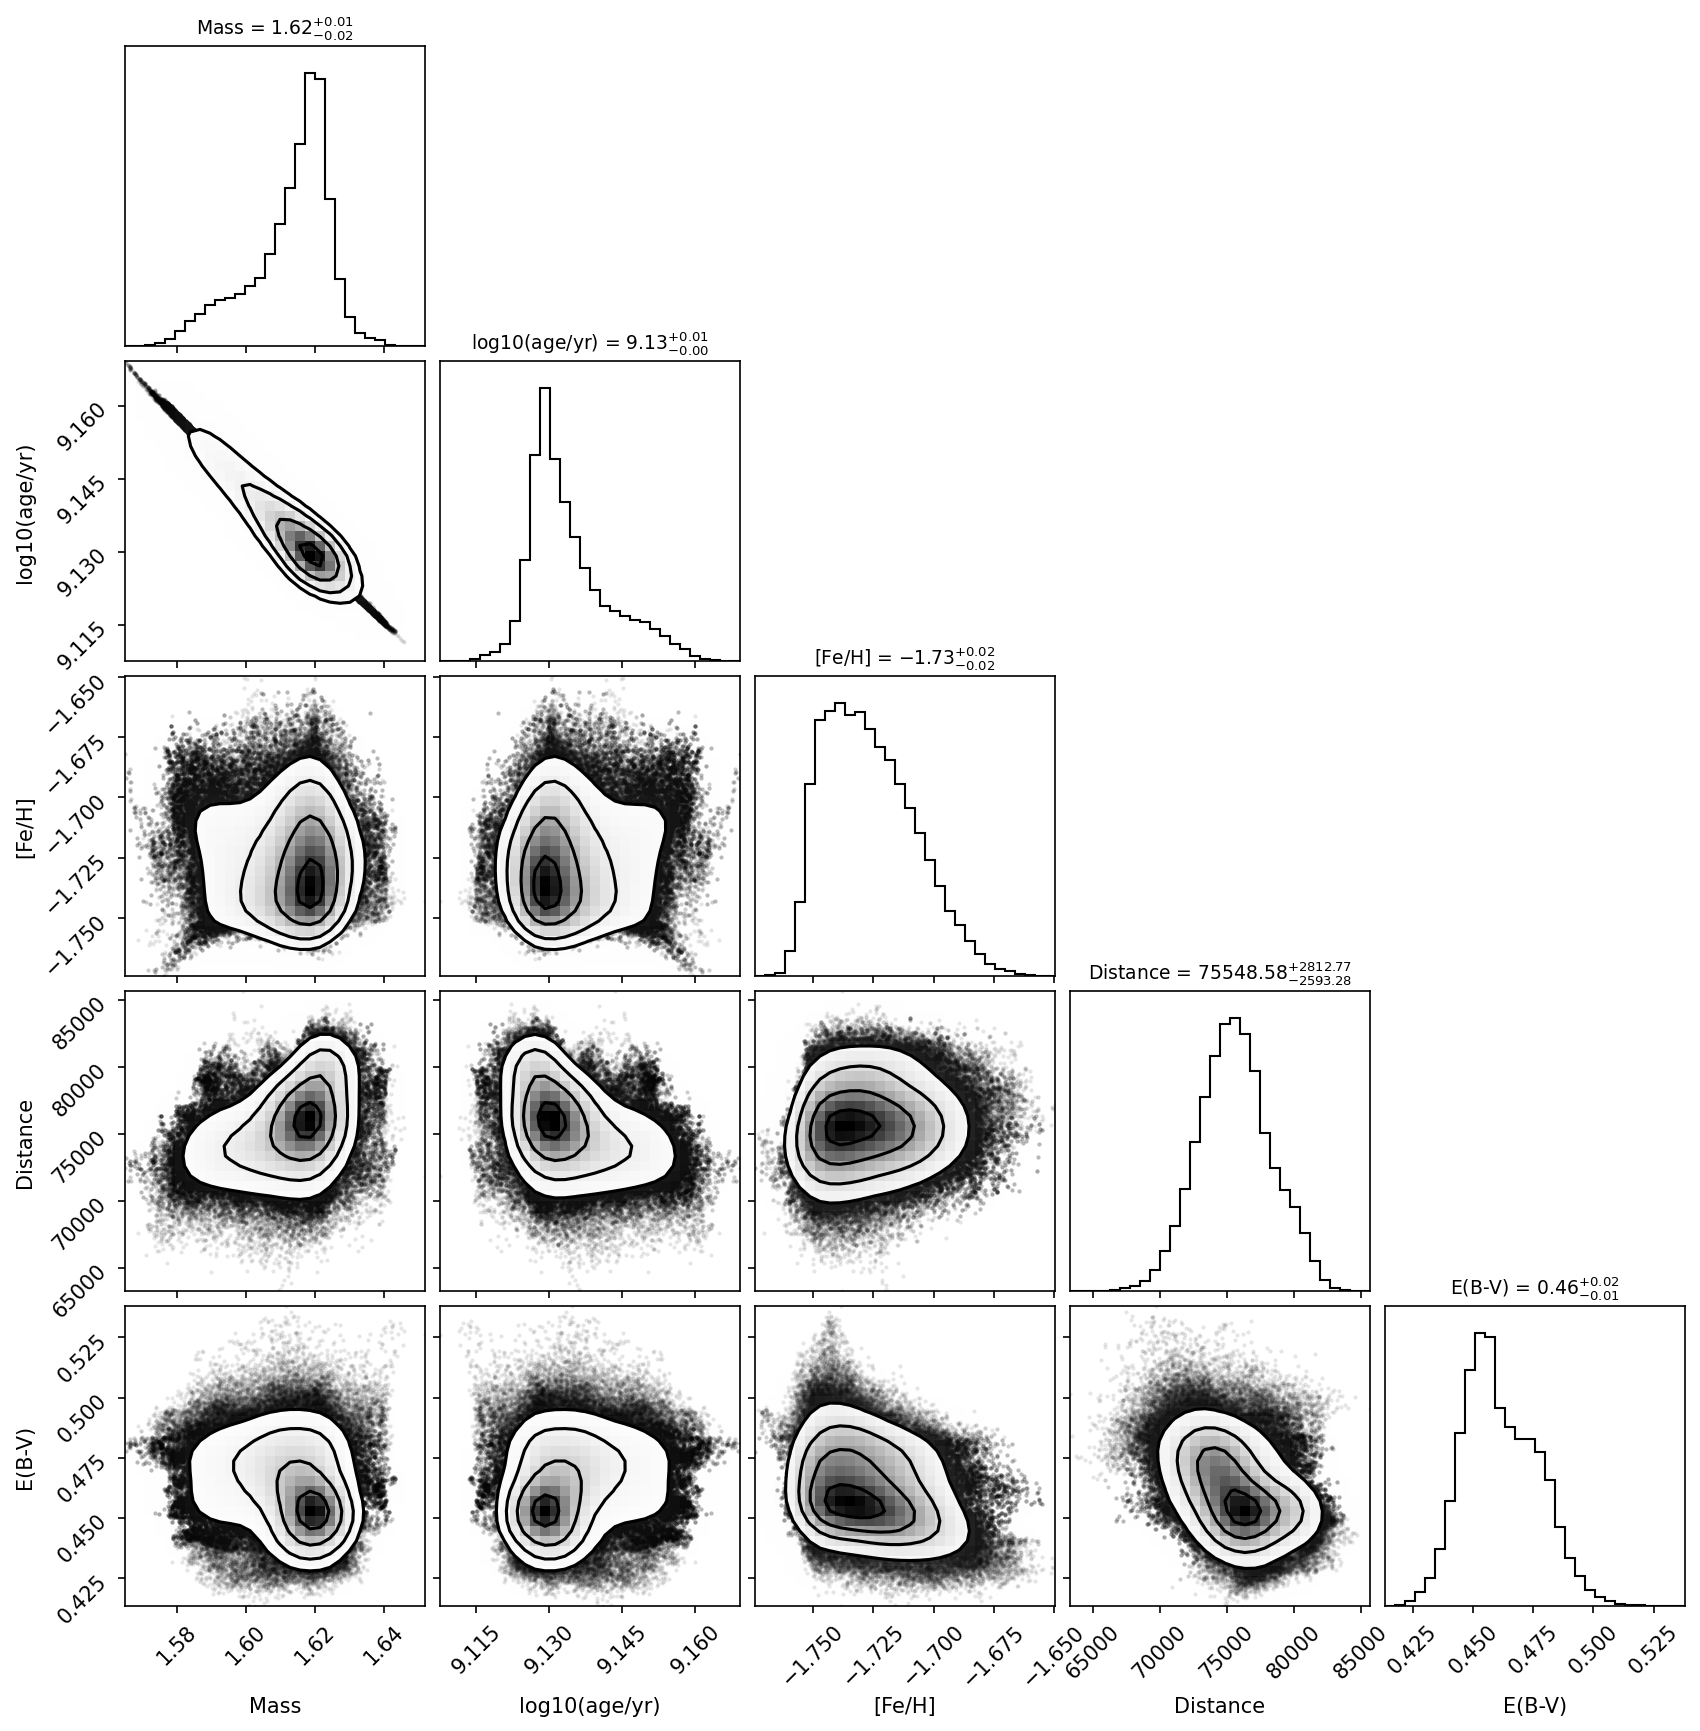 Mass = 1.62 +0.01 −0.02
log10(age/yr) = 9.13 +0.01 −0.00
9.160
9.145
9.130
9.115
log10(age/yr)
[Fe/H] = −1.73 +0.02 −0.02
−1.650
−1.675
−1.700
−1.725
−1.750
[Fe/H]
Distance = 75548.58 +2812.77 −2593.28
85000
80000
75000
70000
65000
Distance
E(B-V) = 0.46 +0.02 −0.01
0.525
0.500
0.475
0.450
0.425
E(B-V)
1.58 1.60 1.62 1.64 9.115 9.130 9.145 9.160 −1.750 −1.725 −1.700 −1.675 −1.650 65000 70000 75000 80000 85000 0.425 0.450 0.475 0.500 0.525
Mass log10(age/yr) [Fe/H] Distance E(B-V)